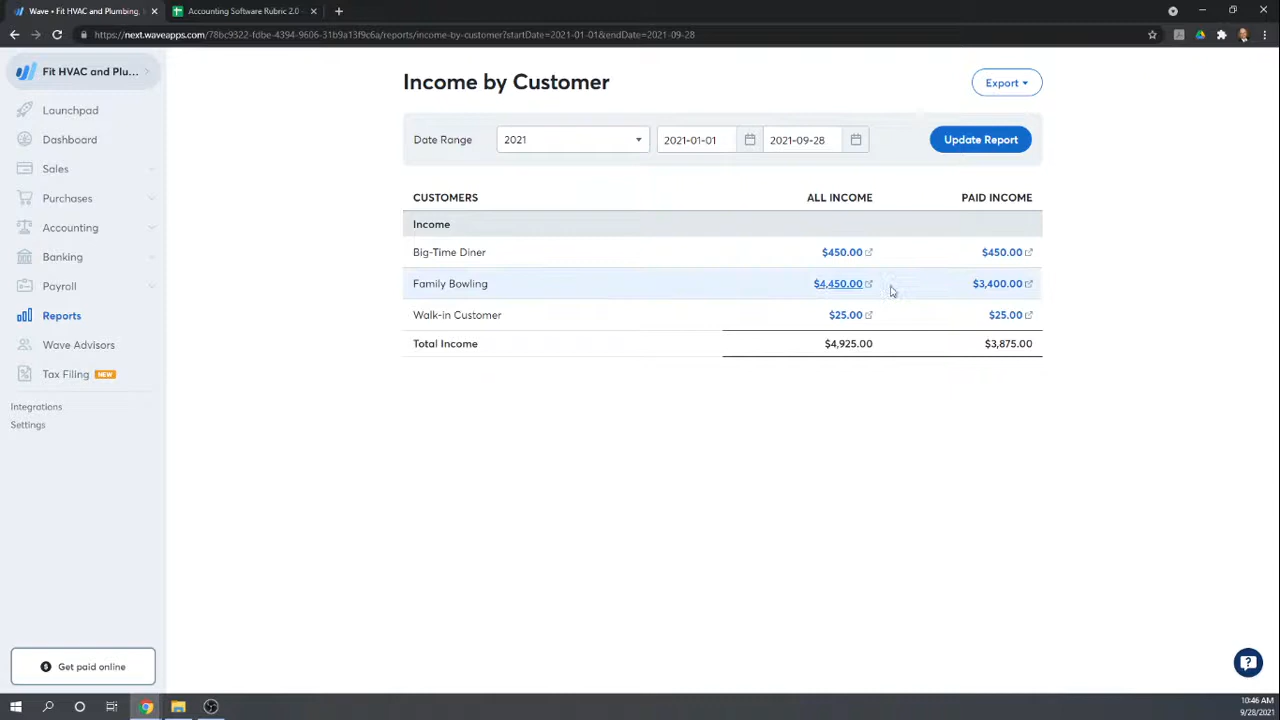 Wave • Fit HVAC and Plumbing,
Accounting Software Rubric 2.0
https://next.waveapps.com/78bc9322-fdbe-4394-9606-31b9a13f9c6a/reports/income-by-customer?startDate=2021-01-01&endDate=2021-09-28
Fit HVAC and Plu...
Launchpad
Dashboard
Sales
Purchases
Accounting
Banking
Payroll
Reports
Wave Advisors
Tax Filing NEW
Integrations
Settings
Get paid online
Income by Customer
Export
Date Range 2021 2021-01-01 2021-09-28 Update Report
CUSTOMERS ALL INCOME PAID INCOME
Income
Big-Time Diner $450.00 $450.00
Family Bowling $4,450.00 $3,400.00
Walk-in Customer $25.00 $25.00
Total Income $4,925.00 $3,875.00
10:46 AM
9/28/2021